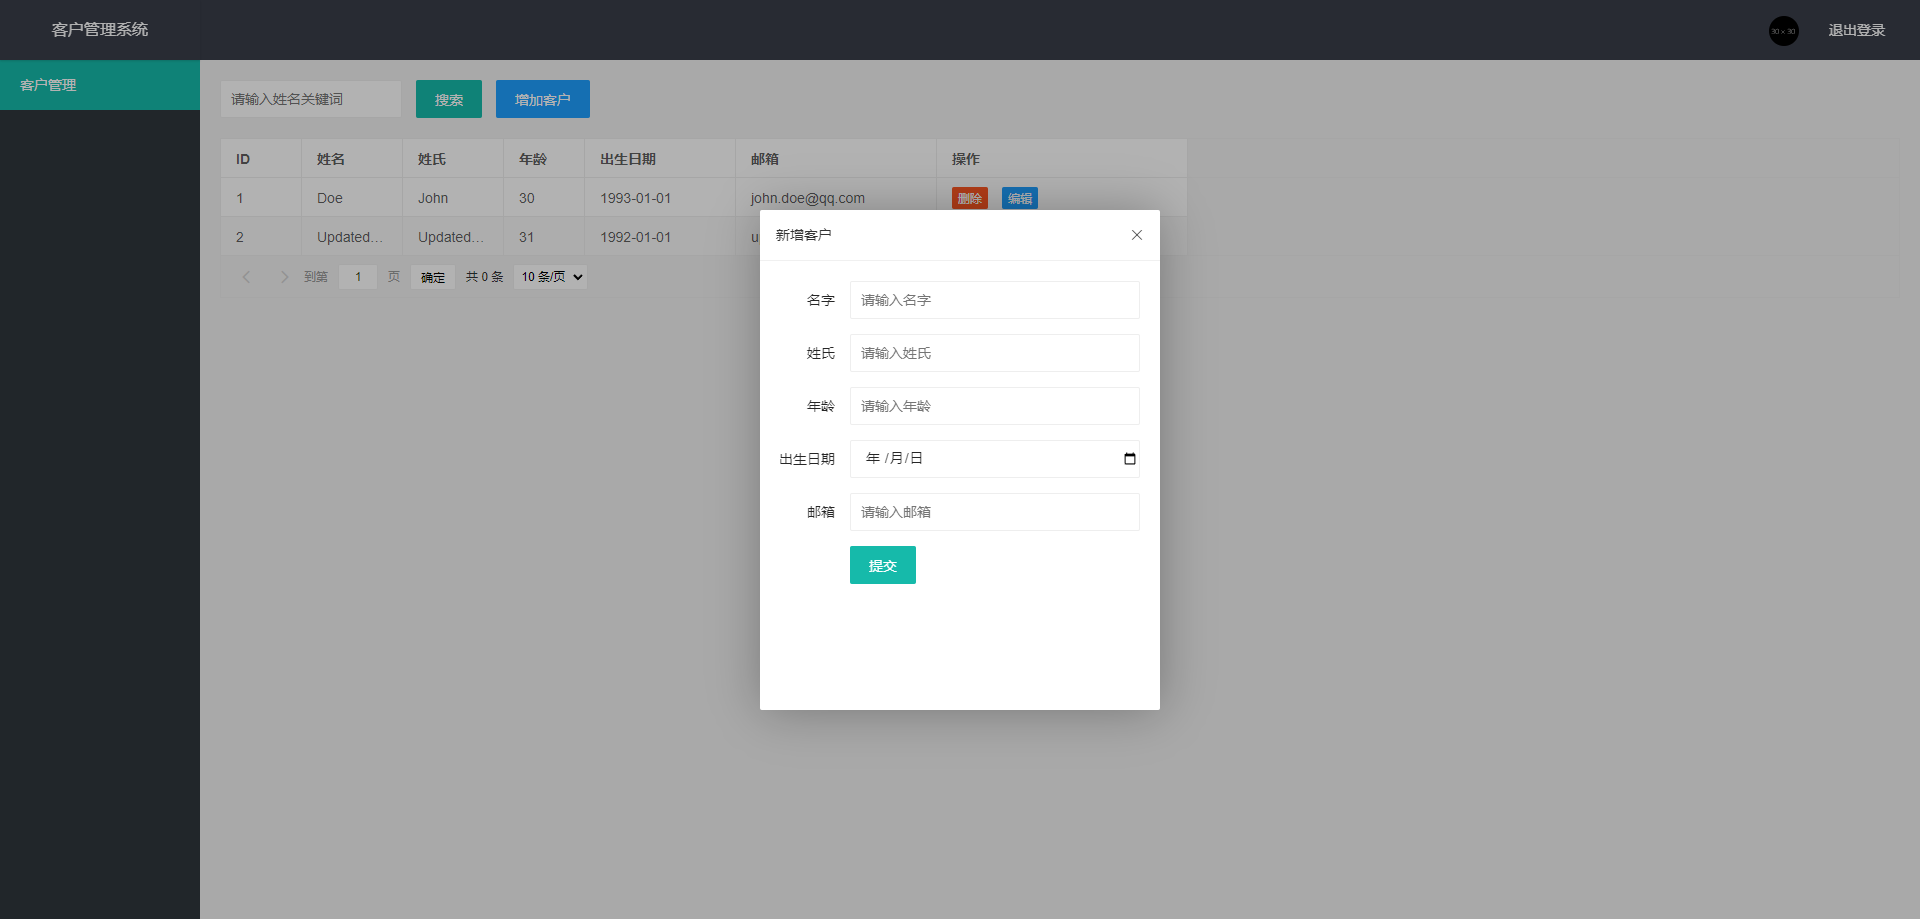 客户管理系统
30 × 30
退出登录
客户管理
请输入姓名关键词
搜索
增加客户
ID 姓名 姓氏 年龄 出生日期 邮箱 操作
1 Doe John 30 1993-01-01 john.doe@qq.com 删除 编辑
2 Updated... Updated... 31 1992-01-01 u
到第 1 页 确定 共 0 条 10 条/页
新增客户
名字 请输入名字
姓氏 请输入姓氏
年龄 请输入年龄
出生日期 年 /月/日
邮箱 请输入邮箱
提交